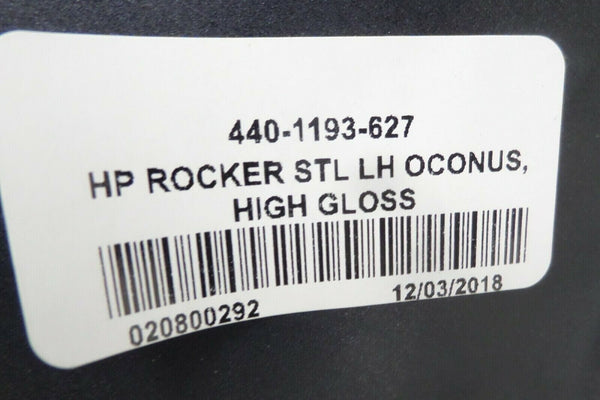 440-1193-627
HP ROCKER STL LH OCONUS,
HIGH GLOSS
020800292
12/03/2018